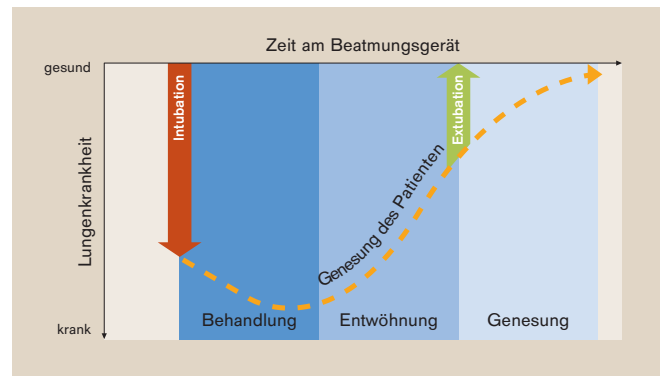 Zeit am Beatmungsgerät
gesund
Lungenkrankheit
krank
Intubation
Extubation
Genesung des Patienten
Behandlung
Entwöhnung
Genesung